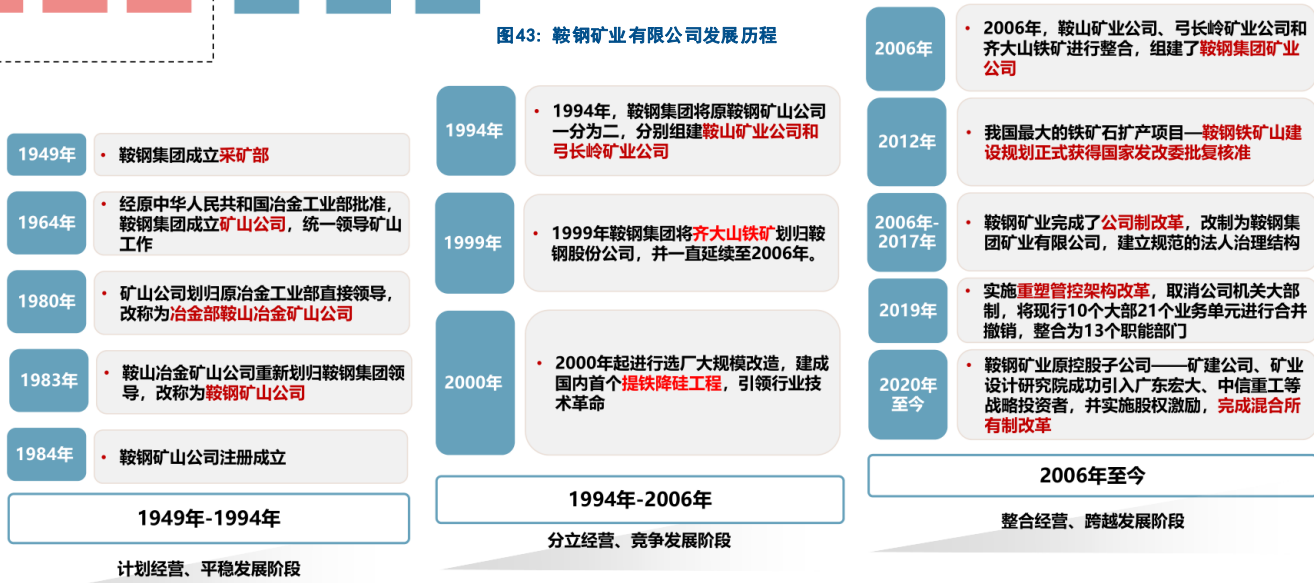 图43：鞍钢矿业有限公司发展历程
1949年
• 鞍钢集团成立采矿部
1964年
• 经原中华人民共和国冶金工业部批准，
鞍钢集团成立矿山公司，统一领导矿山
工作
1980年
• 矿山公司划归原冶金工业部直接领导，
改称为冶金部鞍山冶金矿山公司
1983年
• 鞍山冶金矿山公司重新划归鞍钢集团领
导，改称为鞍钢矿山公司
1984年
• 鞍钢矿山公司注册成立
1949年-1994年
计划经营、平稳发展阶段
1994年
• 1994年，鞍钢集团将原鞍钢矿山公司
一分为二，分别组建鞍山矿业公司和
弓长岭矿业公司
1999年
• 1999年鞍钢集团将齐大山铁矿划归鞍
钢股份公司，并一直延续至2006年。
2000年
• 2000年起进行选厂大规模改造，建成
国内首个提铁降硅工程，引领行业技
术革命
1994年-2006年
分立经营、竞争发展阶段
2006年
• 2006年，鞍山矿业公司、弓长岭矿业公司和
齐大山铁矿进行整合，组建了鞍钢集团矿业
公司
2012年
• 我国最大的铁矿石扩产项目—鞍钢铁矿山建
设规划正式获得国家发改委批复核准
2006年-
2017年
• 鞍钢矿业完成了公司制改革，改制为鞍钢集
团矿业有限公司，建立规范的法人治理结构
2019年
• 实施重塑管控架构改革，取消公司机关大部
制，将现行10个大部21个业务单元进行合并
撤销，整合为13个职能部门
2020年
至今
• 鞍钢矿业原控股子公司——矿建公司、矿业
设计研究院成功引入广东宏大、中信重工等
战略投资者，并实施股权激励，完成混合所
有制改革
2006年至今
整合经营、跨越发展阶段